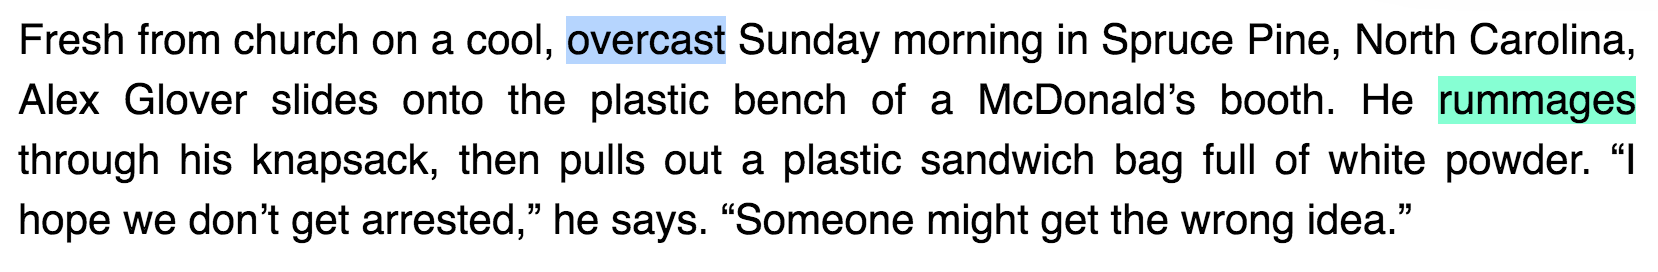 Fresh from church on a cool, overcast Sunday morning in Spruce Pine, North Carolina,
Alex Glover slides onto the plastic bench of a McDonald’s booth. He rummages
through his knapsack, then pulls out a plastic sandwich bag full of white powder. “I
hope we don’t get arrested,” he says. “Someone might get the wrong idea.”